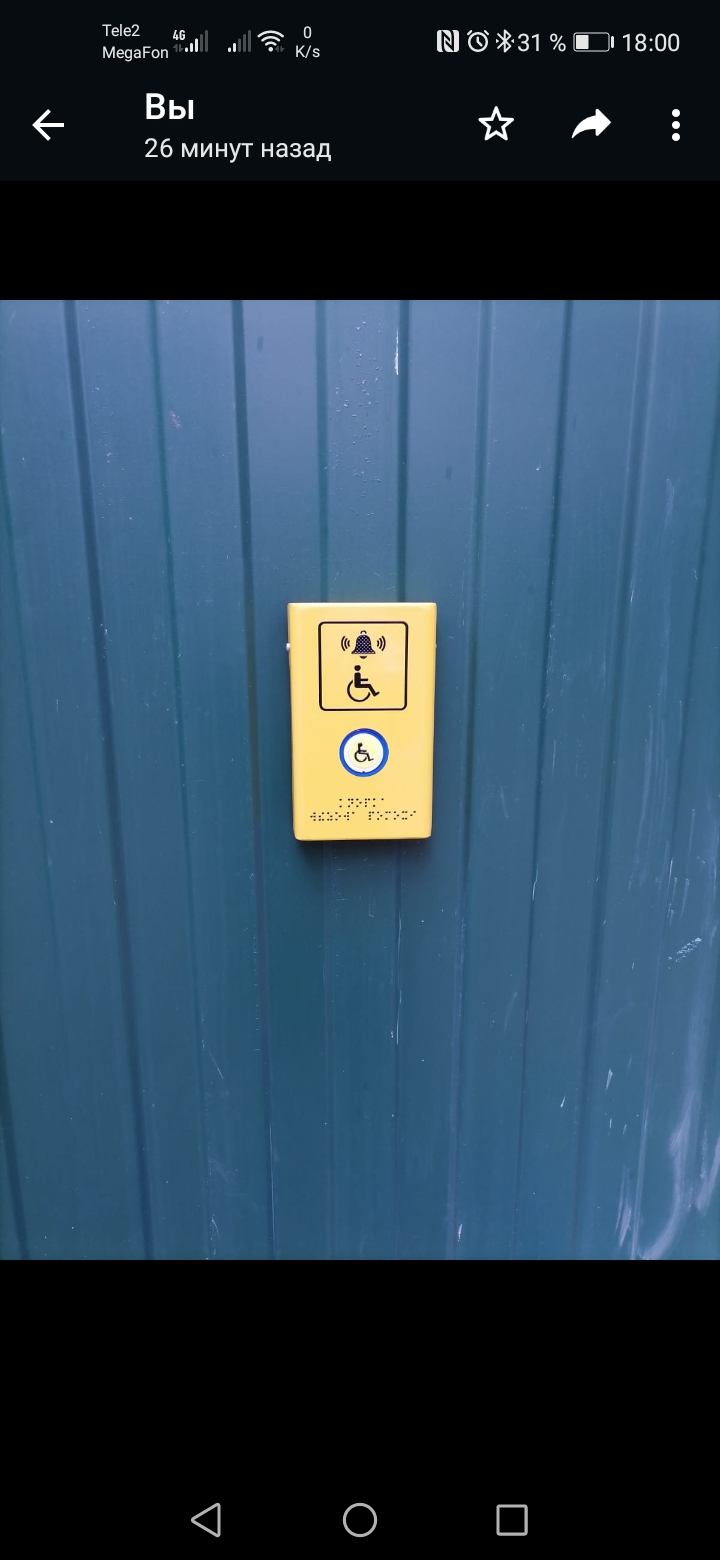 Tele2
MegaFon
4G
0
K/s
31 %
18:00
Вы
26 минут назад